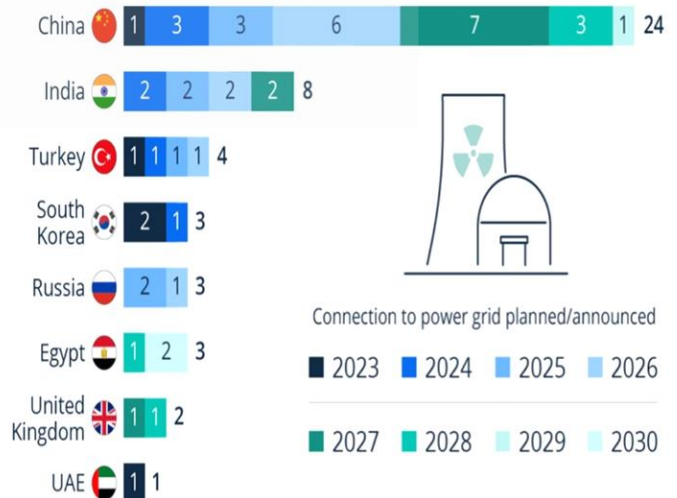 China 1 3 3 6 7 3 1 24
India 2 2 2 2 8
Turkey 1 1 1 1 4
South
Korea 2 1 3
Russia 2 1 3
Egypt 1 2 3
United
Kingdom 1 1 2
UAE 1 1
Connection to power grid planned/announced
2023 2024 2025 2026
2027 2028 2029 2030